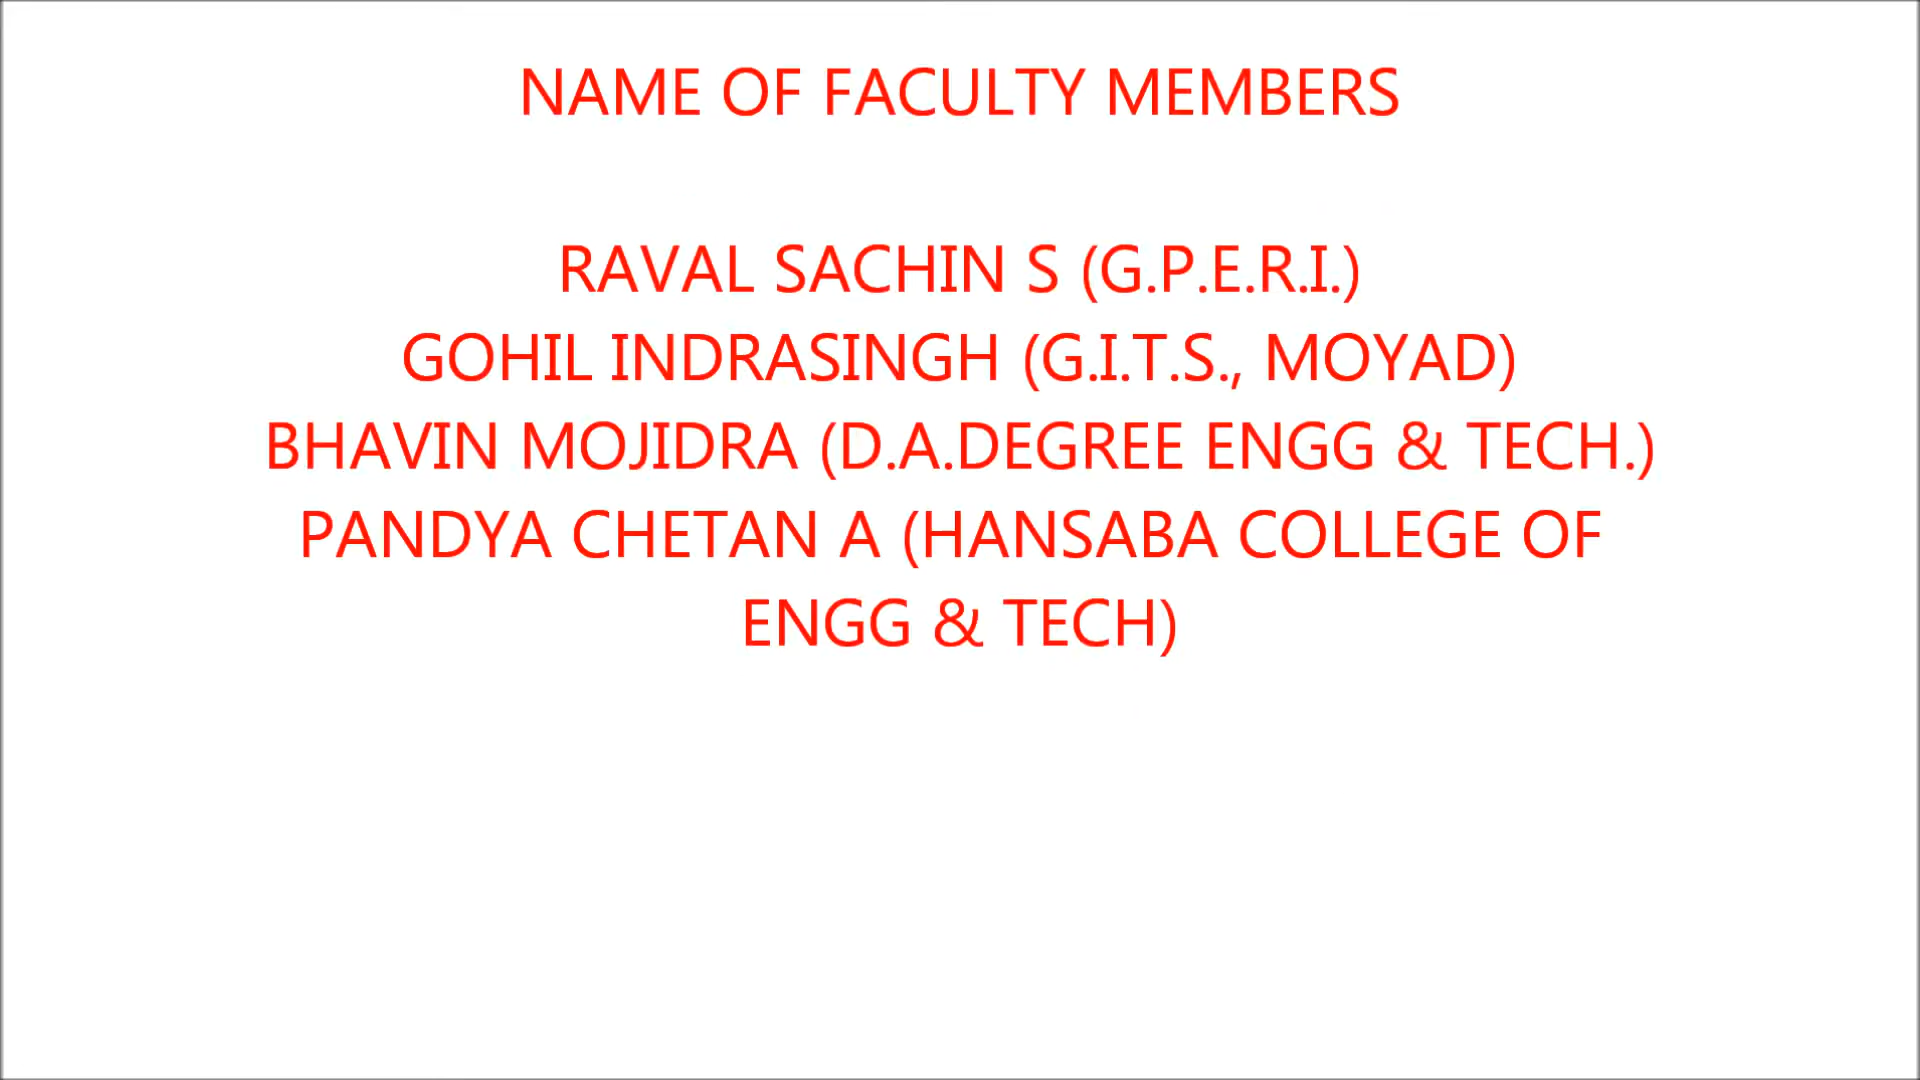 NAME OF FACULTY MEMBERS
RAVAL SACHIN S (G.P.E.R.I.)
GOHIL INDRASINGH (G.I.T.S., MOYAD)
BHAVIN MOJIDRA (D.A.DEGREE ENGG & TECH.)
PANDYA CHETAN A (HANSABA COLLEGE OF
ENGG & TECH)